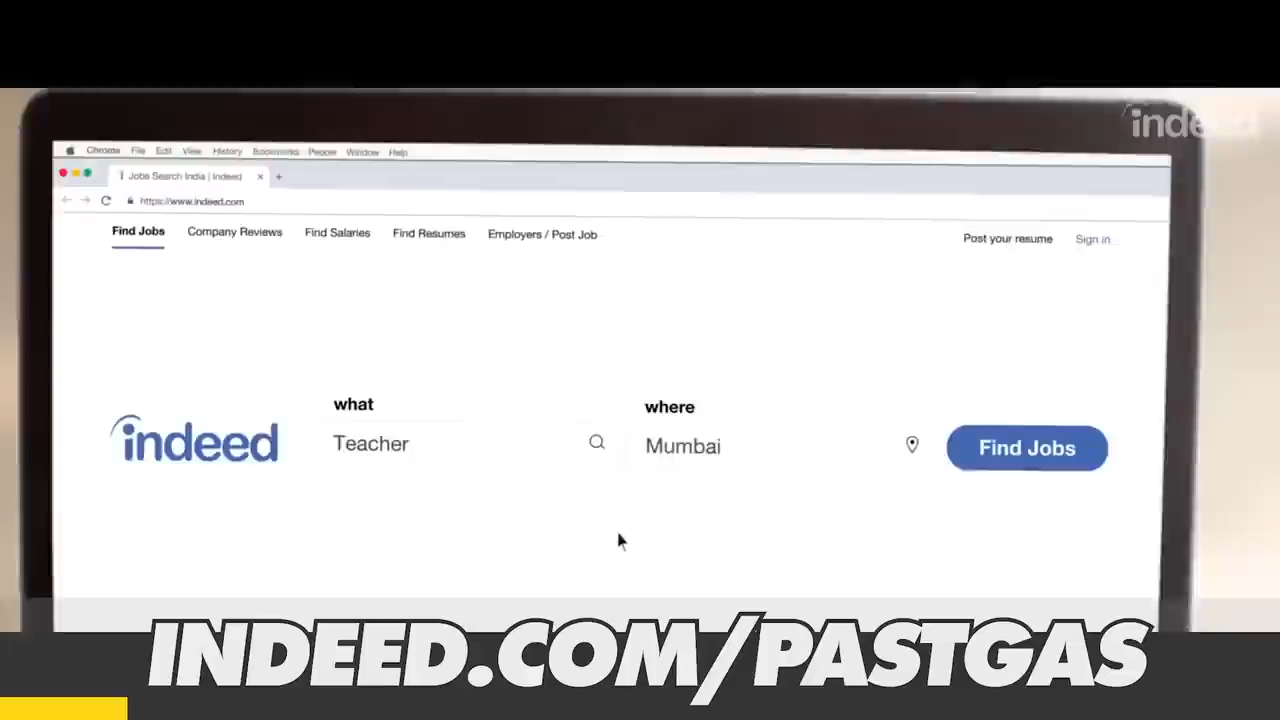 indeed
Chrome File Edit View History Bookmarks People Window Help
Jobs Search India | Indeed
https://www.indeed.com
Find Jobs Company Reviews Find Salaries Find Resumes Employers / Post Job Post your resume Sign in
what where
indeed Teacher Mumbai Find Jobs
INDEED.COM/PASTGAS